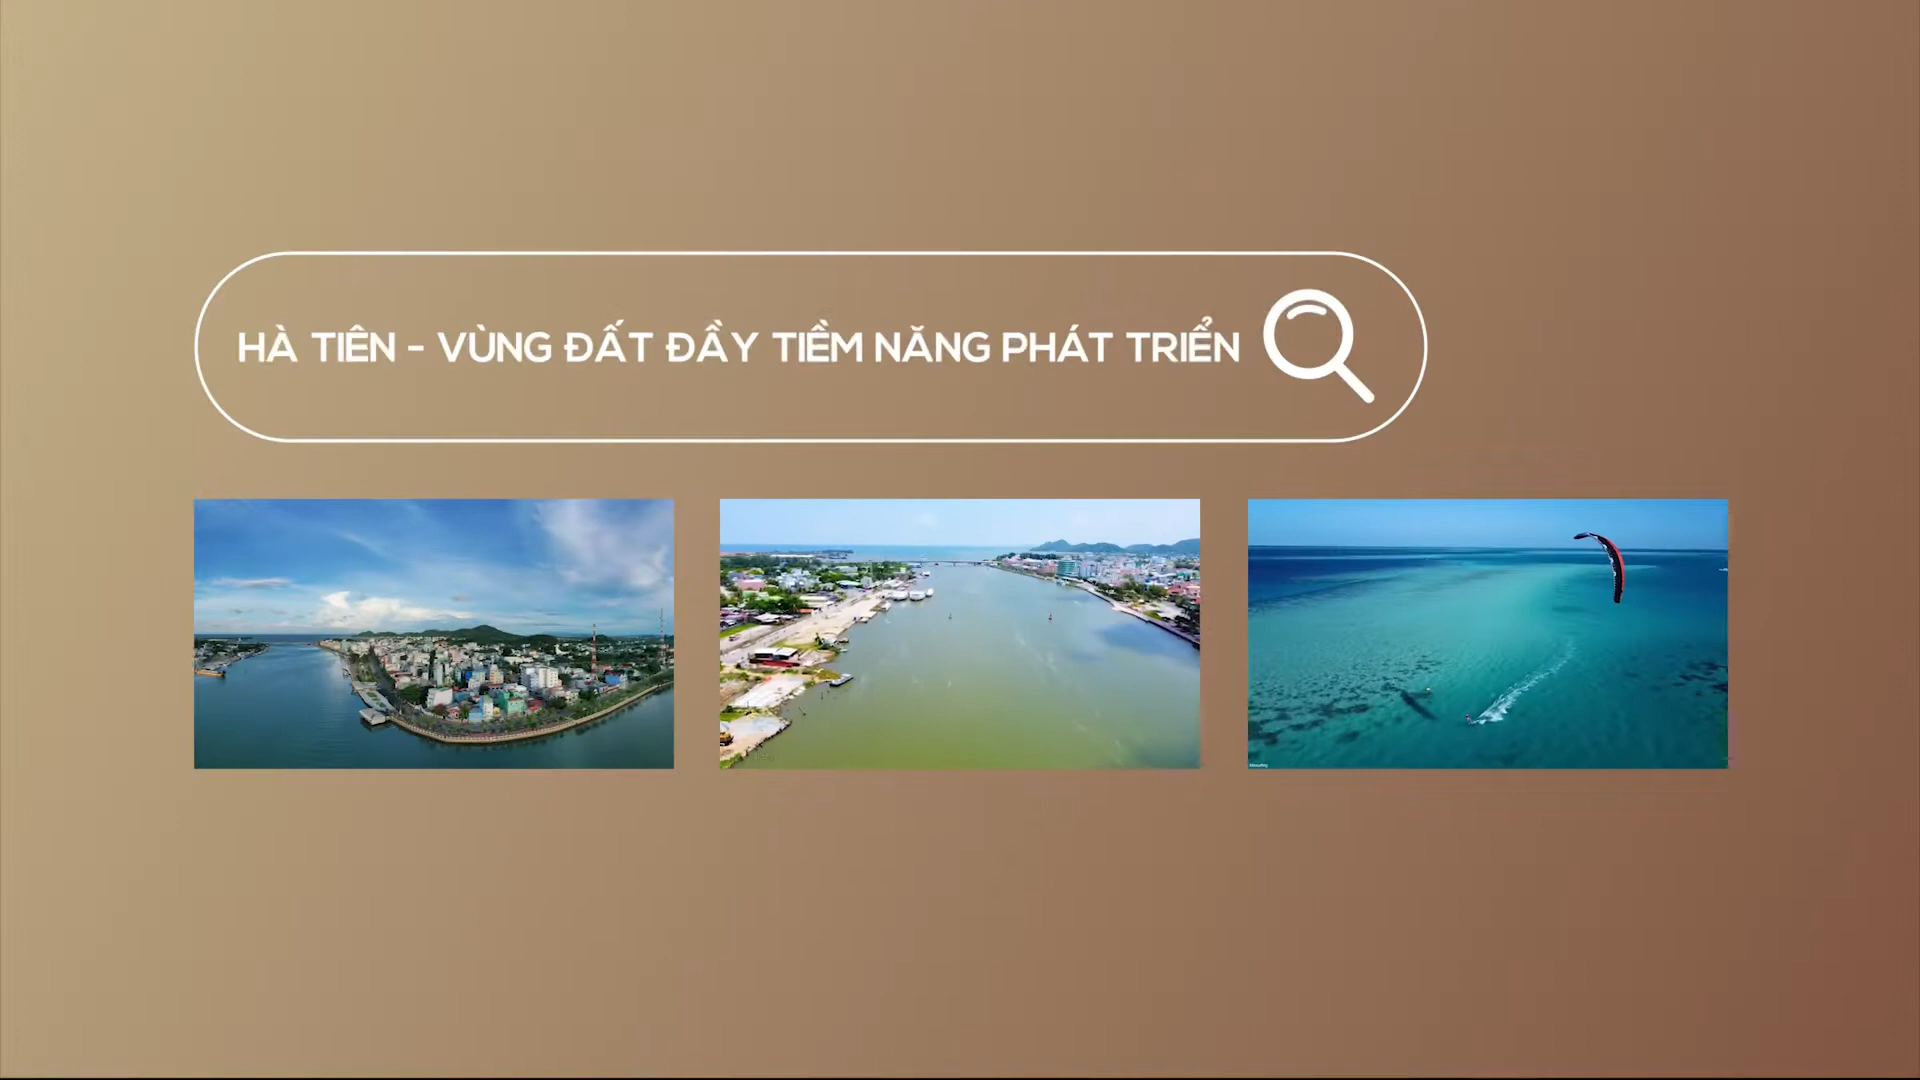 HÀ TIÊN - VÙNG ĐẤT ĐẦY TIỀM NĂNG PHÁT TRIỂN